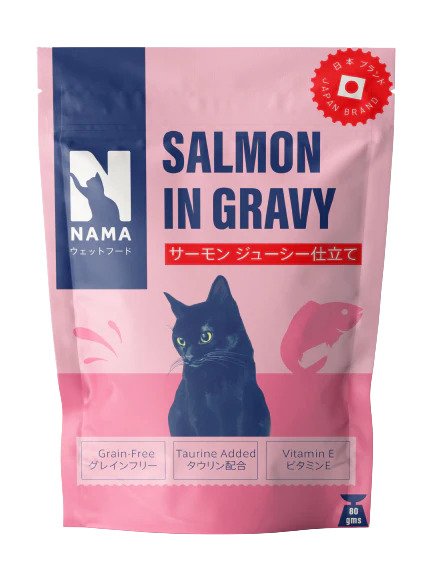 日本 ブランド
JAPAN BRAND
SALMON
IN GRAVY
N
NAMA
ウェットフード
サーモン ジューシー仕立て
Grain-Free
グレインフリー
Taurine Added
タウリン配合
Vitamin E
ビタミンE
80
gms